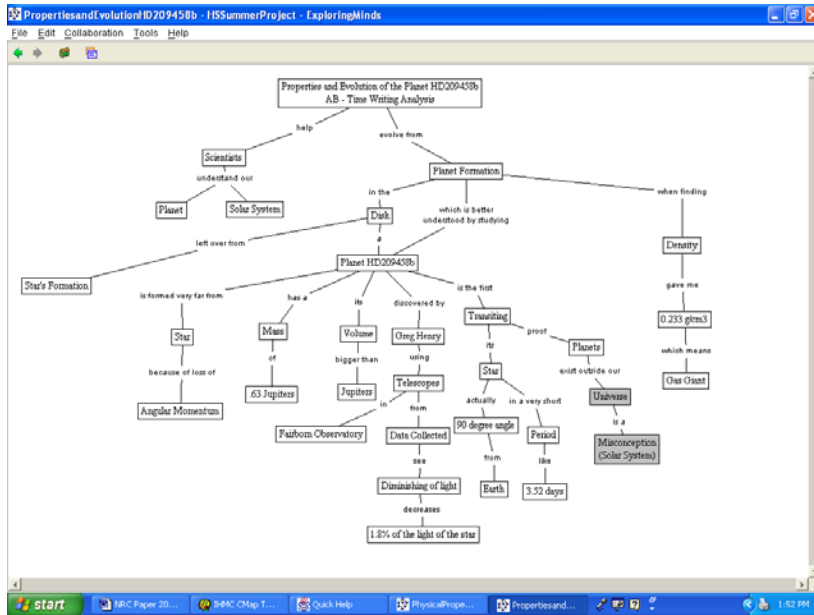 PropertiesandEvolutionHD209458b - HSSummerProject - ExploringMinds
File Edit Collaboration Tools Help
Properties and Evolution of the Planet HD209458b
AB - Time Writing Analysis
help
evolve from
Scientists
Planet Formation
understand our
in the
which is better
understood by studying
when finding
Planet
Solar System
Disk
left over from
a
Density
Planet HD209458b
Star's Formation
is formed very far from
has a
its
discovered by
is the first
gave me
Star
Mass
Volume
Greg Henry
Transiting
proof
0.233 g/cm3
because of loss of
of
bigger than
using
its
Planets
which means
Angular Momentum
.63 Jupiters
Jupiters
Telescopes
Star
exist outside our
Gas Giant
in
from
actually
in a very short
Universe
Fairborn Observatory
Data Collected
90 degree angle
Period
is a
see
from
like
Misconception
(Solar System)
Diminishing of light
Earth
3.52 days
decreases
1.8% of the light of the star
start
NRC Paper 20...
IHMC CMap T...
Quick Help
PhysicalPrope...
Propertiesand...
1:52 PM